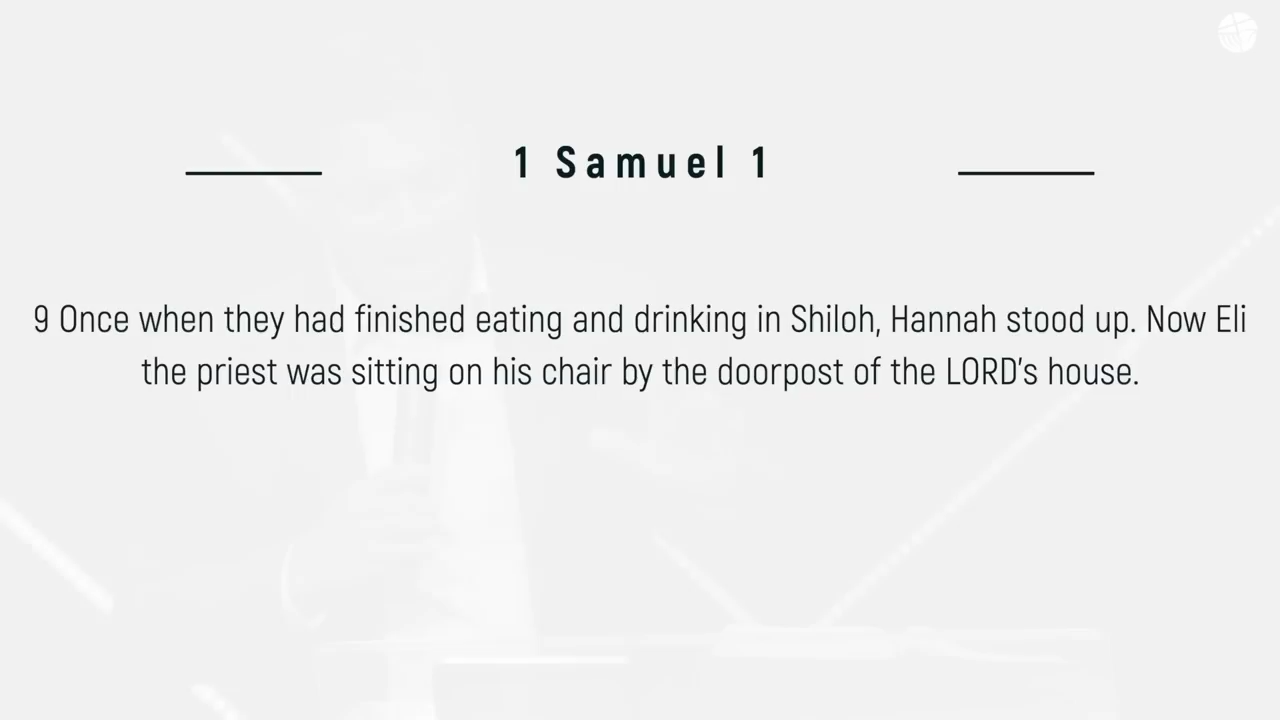 1 Samuel 1
9 Once when they had finished eating and drinking in Shiloh, Hannah stood up. Now Eli
the priest was sitting on his chair by the doorpost of the LORD's house.